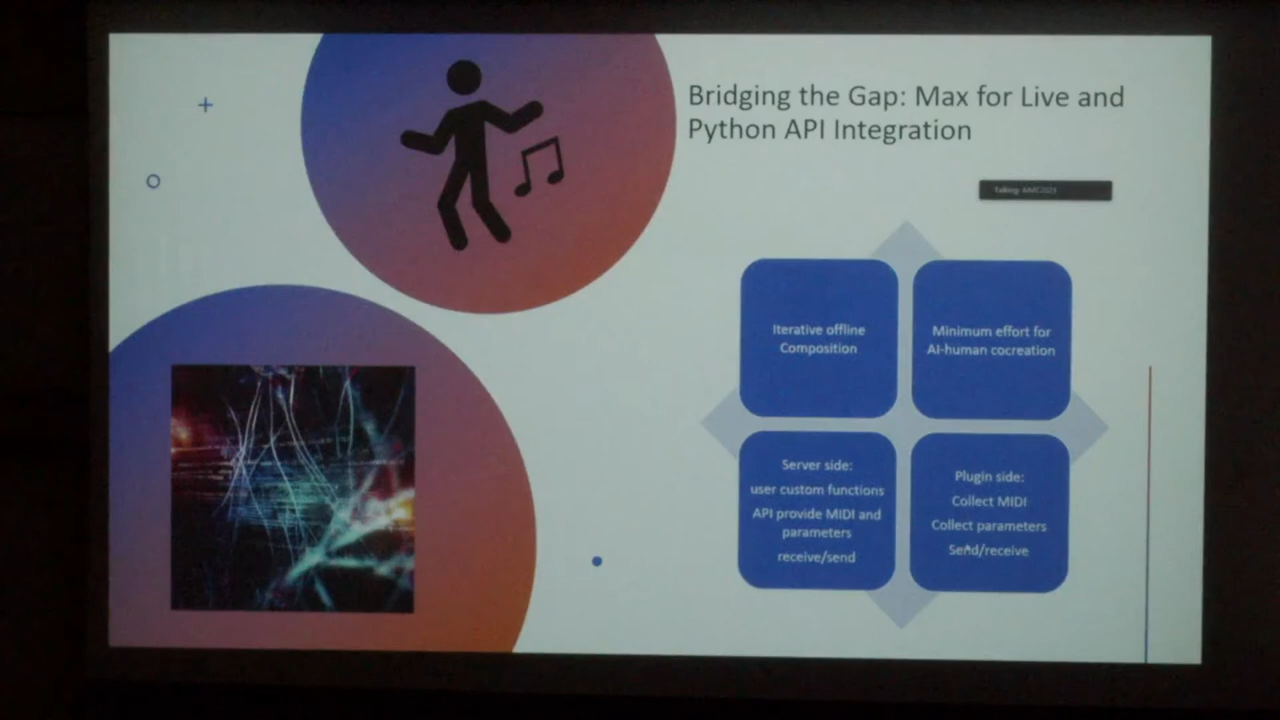 Bridging the Gap: Max for Live and
Python API Integration
Talking: AIMC2023
Iterative offline
Composition
Minimum effort for
AI-human cocreation
Server side:
user custom functions
API provide MIDI and
parameters
receive/send
Plugin side:
Collect MIDI
Collect parameters
Send/receive